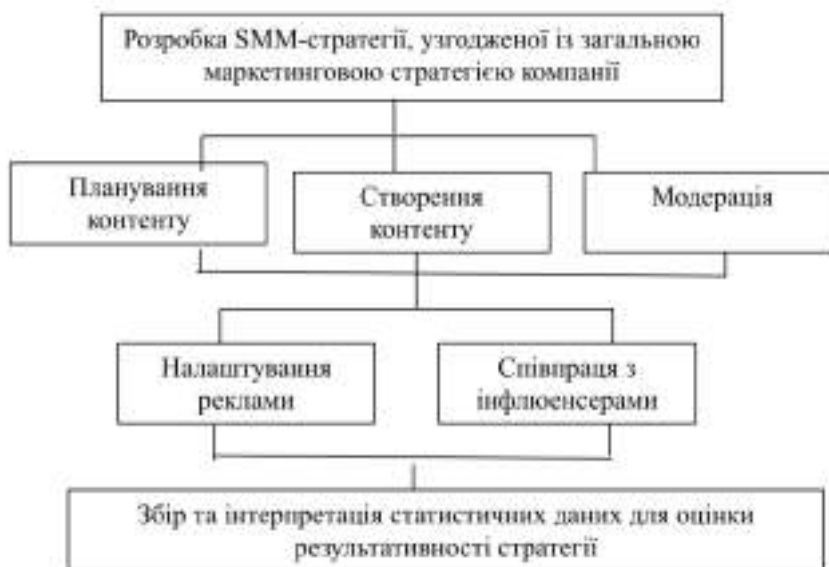 Розробка SMM-стратегії, узгодженої із загальною
маркетинговою стратегією компанії
Планування
контенту
Створення
контенту
Модерація
Налаштування
реклами
Співпраця з
інфлюенсерами
Збір та інтерпретація статистичних даних для оцінки
результативності стратегії